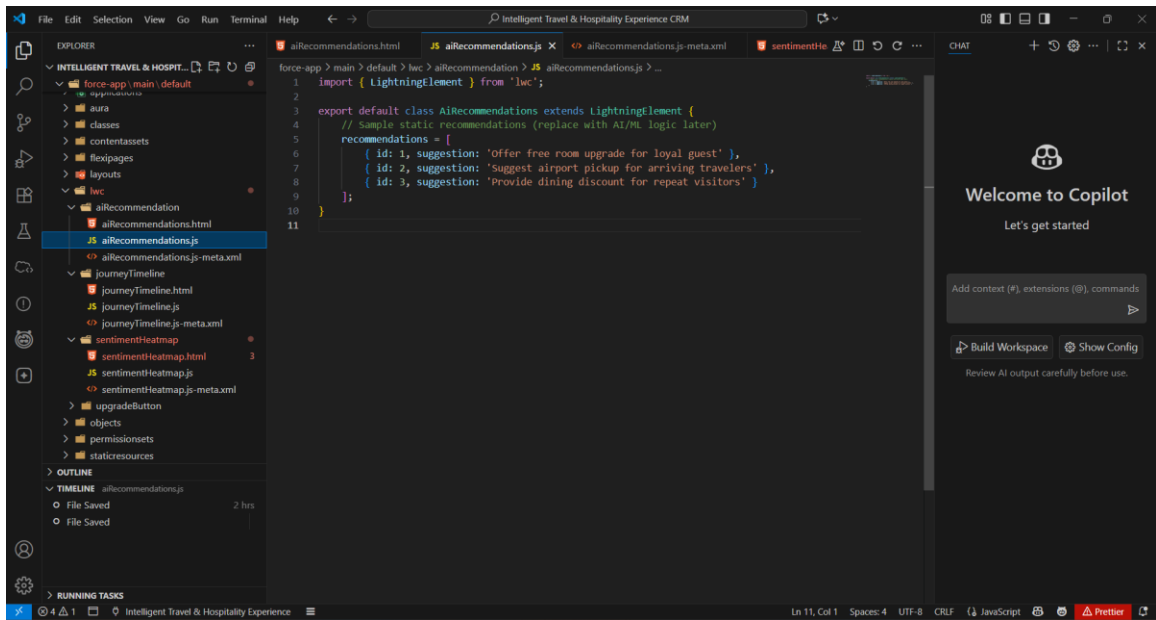 File Edit Selection View Go Run Terminal Help
Intelligent Travel & Hospitality Experience CRM
EXPLORER
INTELLIGENT TRAVEL & HOSPIT...
force-app \ main \ default
applications
aura
classes
contentassets
flexipages
layouts
lwc
aiRecommendation
aiRecommendations.html
JS aiRecommendations.js
aiRecommendations.js-meta.xml
journeyTimeline
journeyTimeline.html
JS journeyTimeline.js
journeyTimeline.js-meta.xml
sentimentHeatmap
sentimentHeatmap.html 3
JS sentimentHeatmap.js
sentimentHeatmap.js-meta.xml
upgradeButton
objects
permissionsets
staticresources
OUTLINE
TIMELINE aiRecommendations.js
File Saved 2 hrs
File Saved
RUNNING TASKS
aiRecommendations.html JS aiRecommendations.js aiRecommendations.js-meta.xml sentimentHe
force-app > main > default > lwc > aiRecommendation > JS aiRecommendations.js > ...
1 import { LightningElement } from 'lwc';
2
3 export default class AiRecommendations extends LightningElement {
4 // Sample static recommendations (replace with AI/ML logic later)
5 recommendations = [
6 { id: 1, suggestion: 'Offer free room upgrade for loyal guest' },
7 { id: 2, suggestion: 'Suggest airport pickup for arriving travelers' },
8 { id: 3, suggestion: 'Provide dining discount for repeat visitors' }
9 ];
10 }
11
CHAT
Welcome to Copilot
Let's get started
Add context (#), extensions (@), commands
Build Workspace Show Config
Review AI output carefully before use.
4 1 Intelligent Travel & Hospitality Experience
Ln 11, Col 1 Spaces: 4 UTF-8 CRLF {} JavaScript Prettier